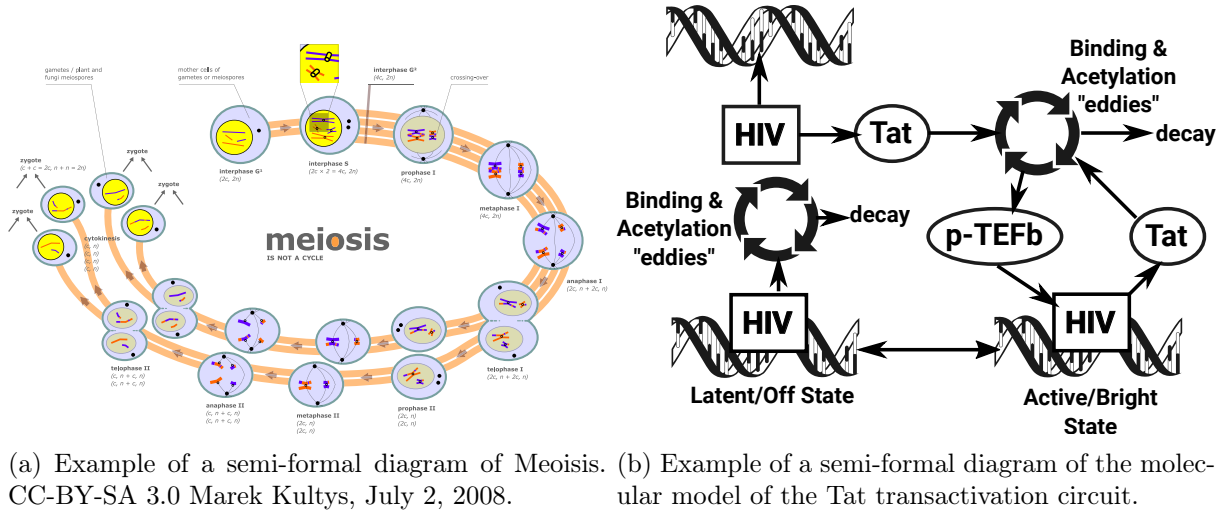 gametes / plant and
fungi meiospores
mother cells of
gametes or meiospores
interphase G²
(4c, 2n)
crossing-over
interphase G¹
(2c, 2n)
interphase S
(2c × 2 = 4c, 2n)
prophase I
(4c, 2n)
metaphase I
(4c, 2n)
anaphase I
(2c, n + 2c, n)
telophase I
(2c, n + 2c, n)
prophase II
(2c, n)
(2c, n)
metaphase II
(2c, n)
(2c, n)
anaphase II
(c, n + c, n)
(c, n + c, n)
telophase II
(c, n + c, n)
(c, n + c, n)
cytokinesis
(c, n)
(c, n)
(c, n)
(c, n)
zygote
(c + c = 2c, n + n = 2n)
zygote
zygote
zygote
meiosis
IS NOT A CYCLE
(a) Example of a semi-formal diagram of Meoisis.
CC-BY-SA 3.0 Marek Kultys, July 2, 2008.
HIV
Tat
Binding &
Acetylation
"eddies"
decay
Binding &
Acetylation
"eddies"
decay
p-TEFb
Tat
HIV
HIV
Latent/Off State
Active/Bright
State
(b) Example of a semi-formal diagram of the molec-
ular model of the Tat transactivation circuit.